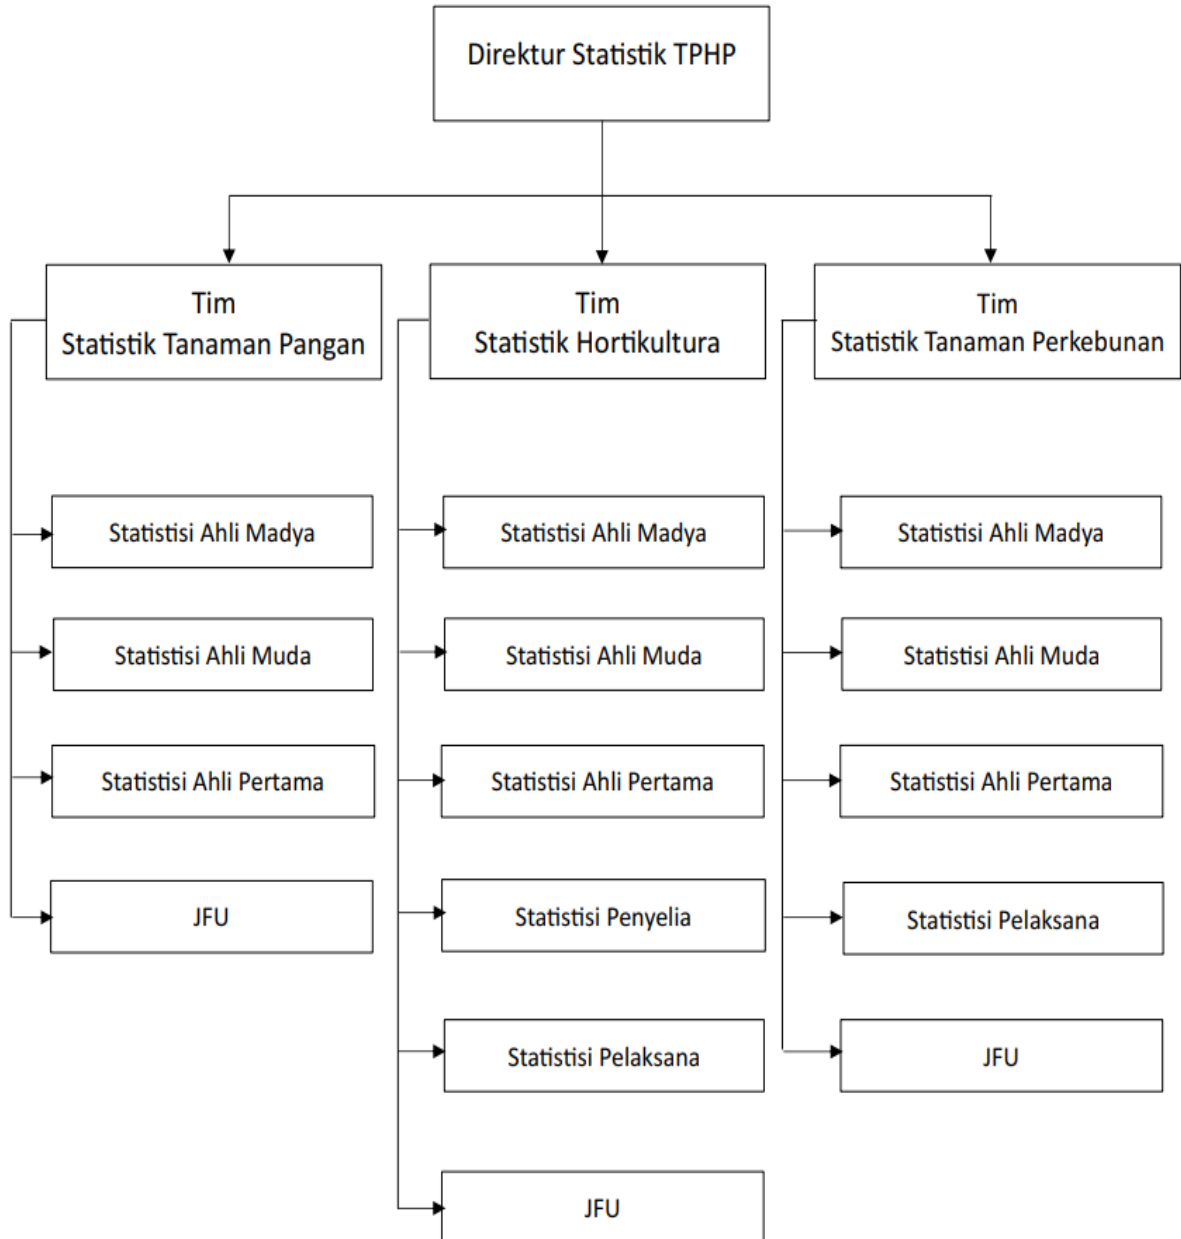 Direktur Statistik TPHP
Tim
Statistik Tanaman Pangan
Statistisi Ahli Madya
Statistisi Ahli Muda
Statistisi Ahli Pertama
JFU
Tim
Statistik Hortikultura
Statistisi Ahli Madya
Statistisi Ahli Muda
Statistisi Ahli Pertama
Statistisi Penyelia
Statistisi Pelaksana
JFU
Tim
Statistik Tanaman Perkebunan
Statistisi Ahli Madya
Statistisi Ahli Muda
Statistisi Ahli Pertama
Statistisi Pelaksana
JFU